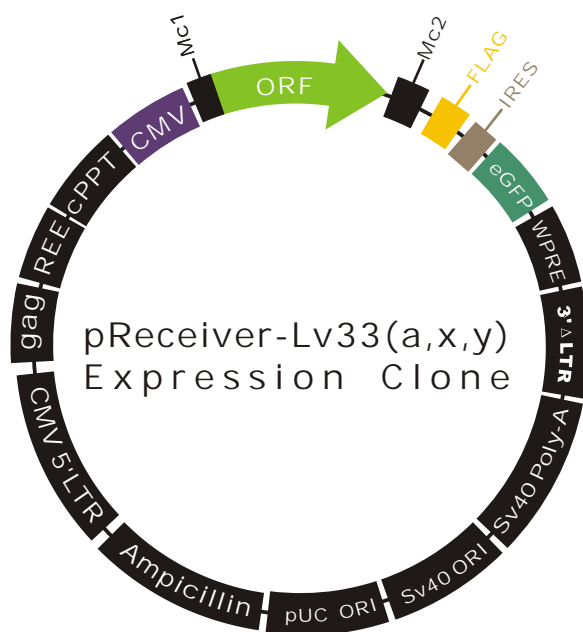 Mc1
ORF
Mc2
FLAG
IRES
eGFP
WPRE
3'ΔLTR
Sv40 Poly-A
Sv40 ORI
pUC ORI
Ampicillin
CMV 5'LTR
gag
REE
cPPT
CMV
pReceiver-Lv33(a,x,y)
Expression Clone